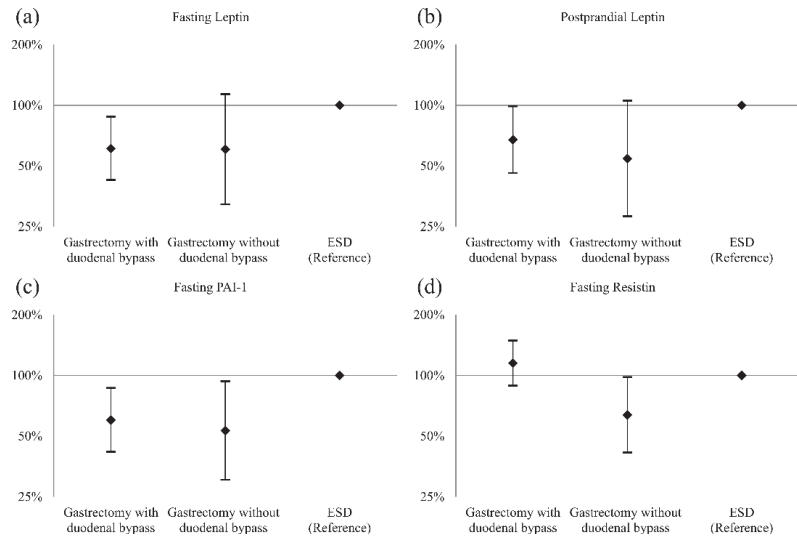 (a)
Fasting Leptin
200%
100%
50%
25%
Gastrectomy with
duodenal bypass
Gastrectomy without
duodenal bypass
ESD
(Reference)
(b)
Postprandial Leptin
200%
100%
50%
25%
Gastrectomy with
duodenal bypass
Gastrectomy without
duodenal bypass
ESD
(Reference)
(c)
Fasting PAI-1
200%
100%
50%
25%
Gastrectomy with
duodenal bypass
Gastrectomy without
duodenal bypass
ESD
(Reference)
(d)
Fasting Resistin
200%
100%
50%
25%
Gastrectomy with
duodenal bypass
Gastrectomy without
duodenal bypass
ESD
(Reference)